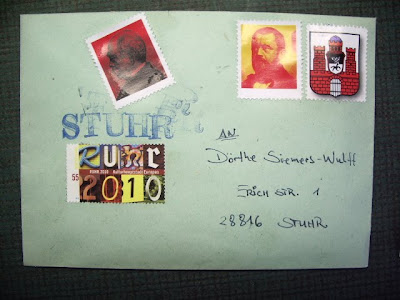 STUHR
RUHr
55
RUHR.2010 Kulturhauptstadt Europas
2010
AN
Dörthe Siemers-Wulff
ERICH STR. 1
28816 STUHR